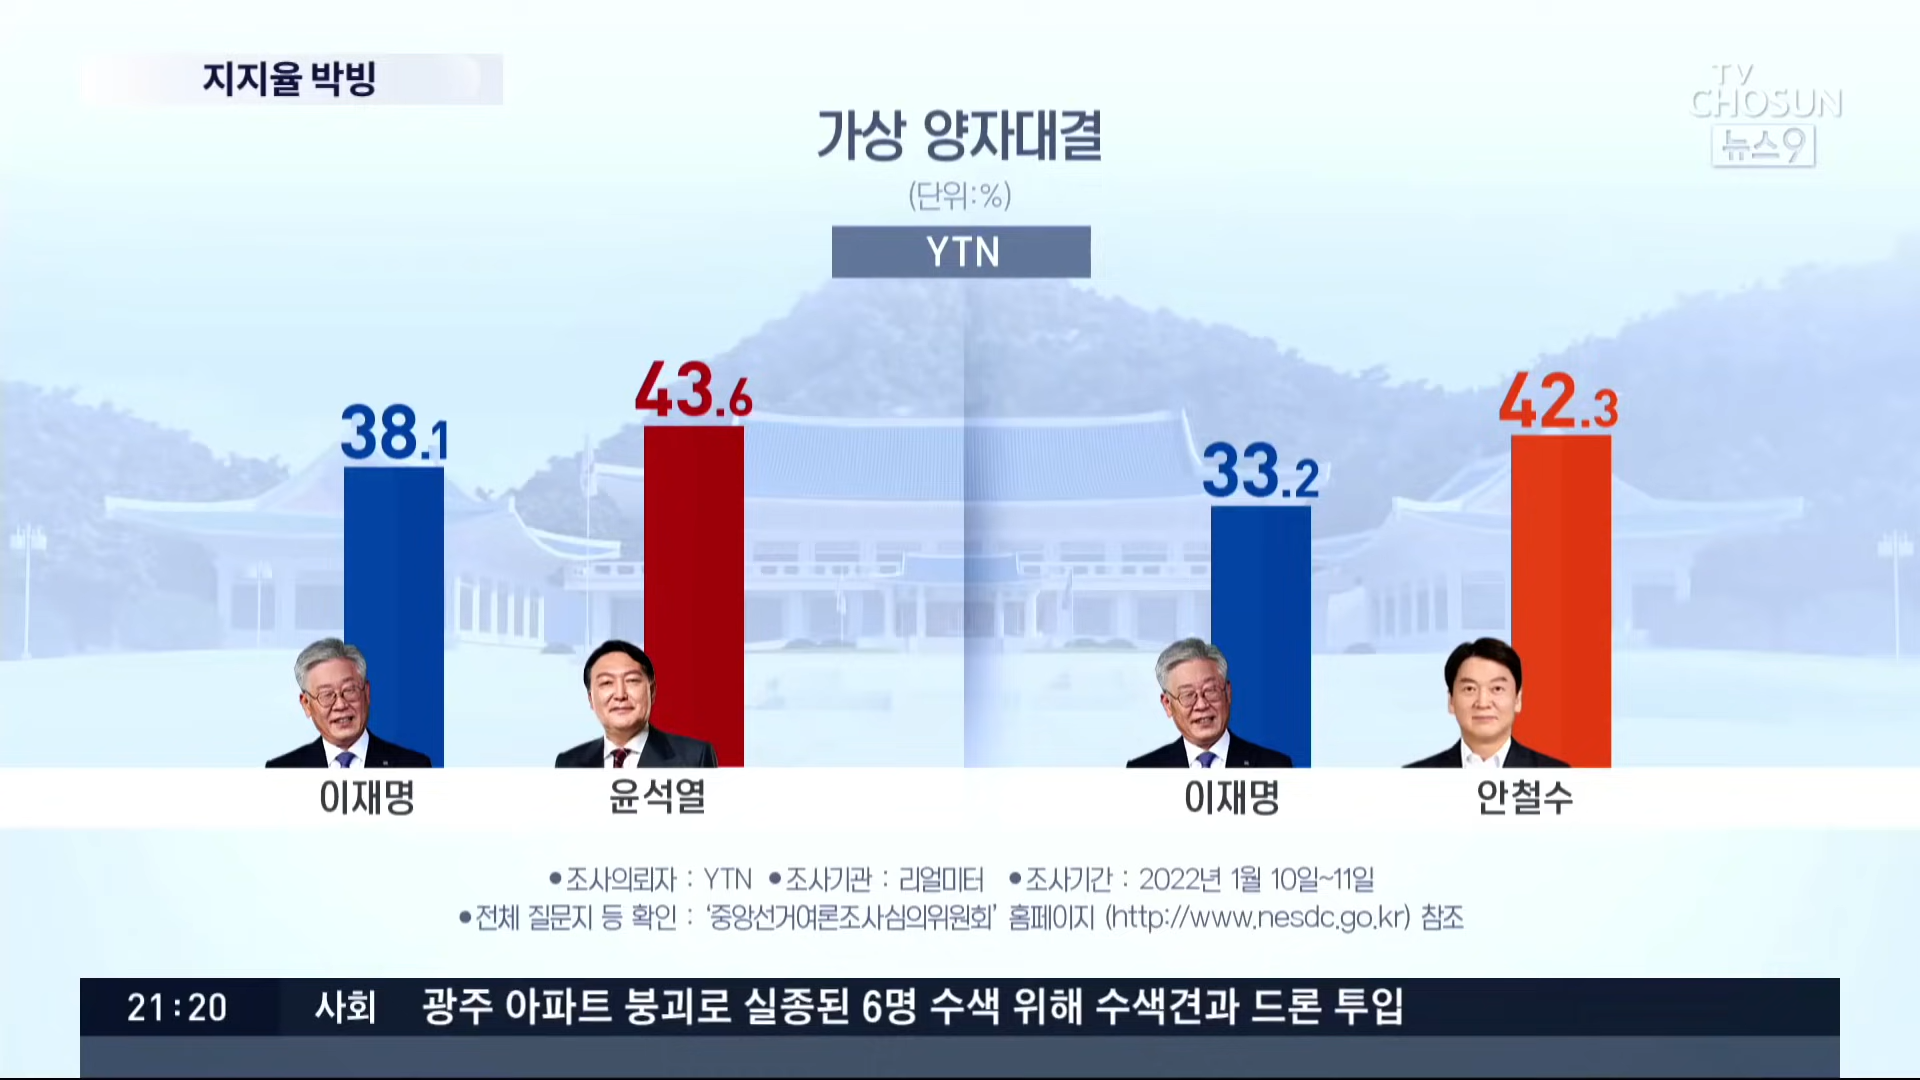 지지율 박빙
TV
CHOSUN
뉴스9
가상 양자대결
(단위:%)
YTN
38.1
43.6
33.2
42.3
이재명
윤석열
이재명
안철수
●조사의뢰자 : YTN ●조사기관 : 리얼미터 ●조사기간 : 2022년 1월 10일~11일
●전체 질문지 등 확인 : ‘중앙선거여론조사심의위원회’ 홈페이지 (http://www.nesdc.go.kr) 참조
21:20 사회 광주 아파트 붕괴로 실종된 6명 수색 위해 수색견과 드론 투입